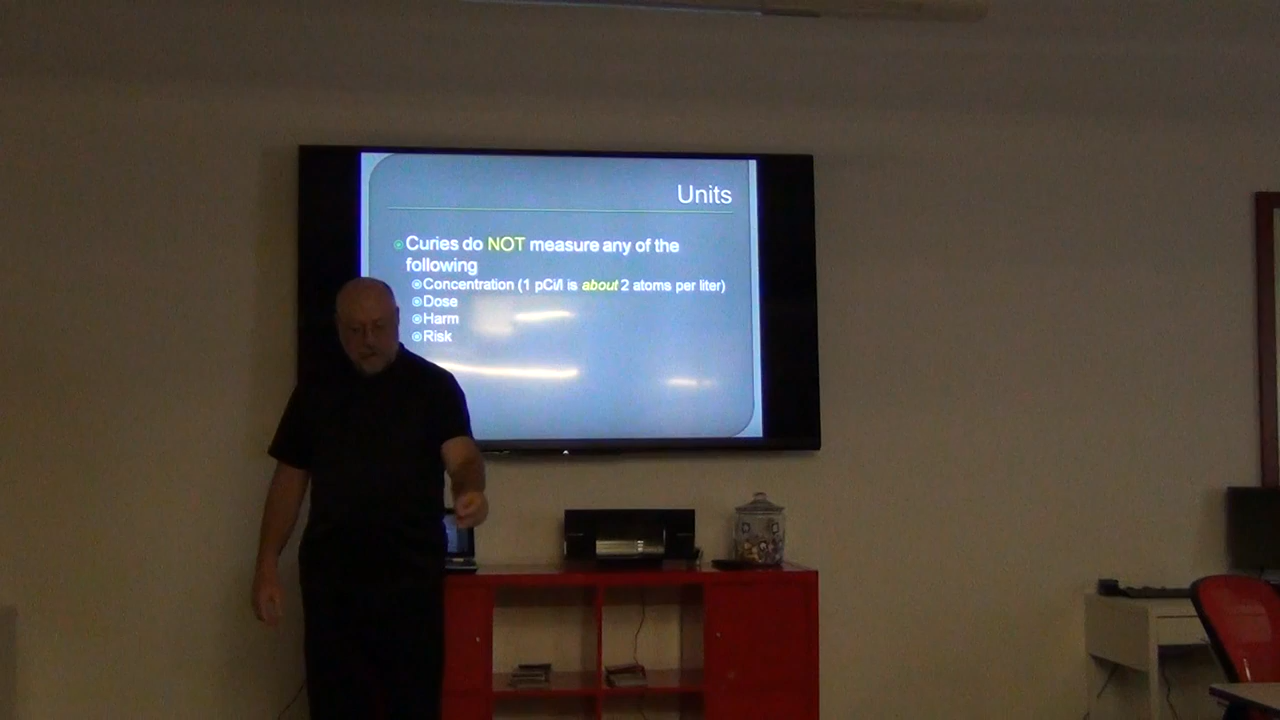 Units
Curies do NOT measure any of the
following
Concentration (1 pCi/l is about 2 atoms per liter)
Dose
Harm
Risk